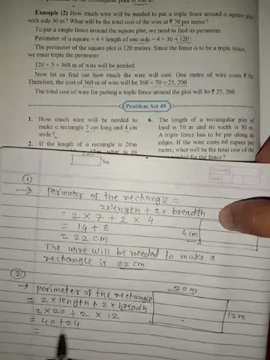 Example (2) How much wire will be needed to put a triple fence around a square plot
with side 30 m? What will be the total cost of the wire at ₹ 70 per metre?
To put a single fence around the square plot, we need to find its perimeter.
Perimeter of a square = 4 × length of one side = 4 × 30 = 120
The perimeter of the square plot is 120 metres. Since the fence is to be a triple fence,
we must triple the perimeter.
120 × 3 = 360 m of wire will be needed.
Now let us find out how much the wire will cost. One metre of wire costs ₹
Therefore, the cost of 360 m of wire will be 360 × 70 = 25,200
The total cost of wire for putting a triple fence around the plot will be ₹ 25,200.
Problem Set 40
1. How much wire will be needed to
make a rectangle 7 cm long and 4 cm
wide?
2. If the length of a rectangle is 20m
6. The length of a rectangular plot of
land is 50 m and its width is
A triple fence has to be put along its
edges. If the wire costs 60 rupees per
metre, what will be the total cost of the
for the fence?
1
→ perimeter of the rectangle =
2×length + 2× breadth
= 2 × 7 + 2 × 4
= 14 + 8
= 22 cm
4 cm
The wire will be needed to make a
rectangle is 22 cm
2
→ perimeter of the rectangle
= 2×length + 2×breadth
= 2×20 + 2 × 12
= 40+24
=
20m
12m